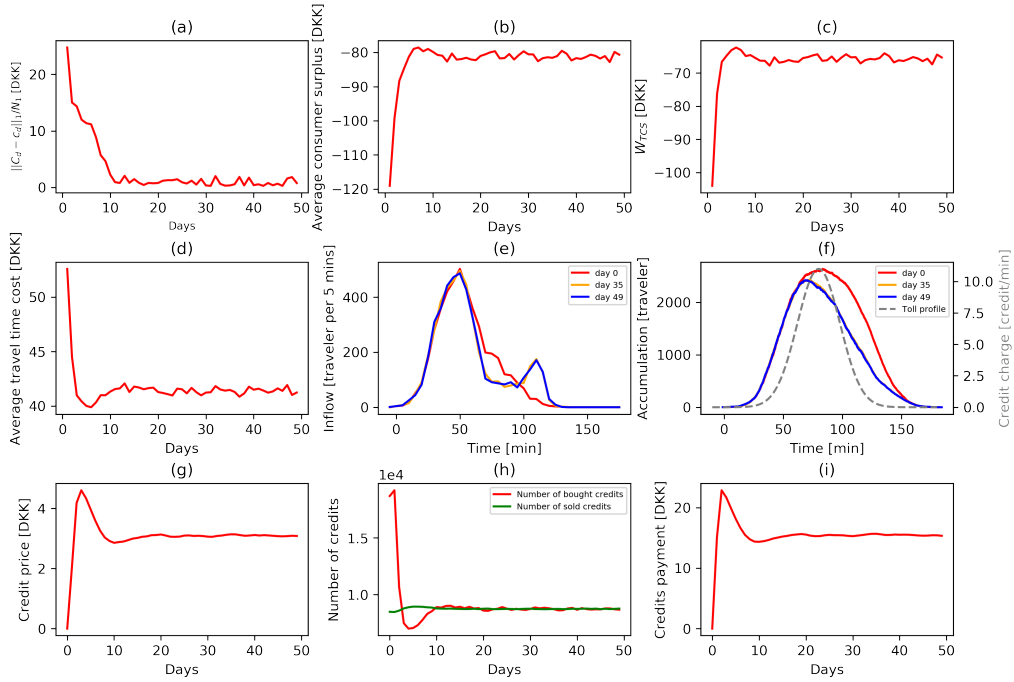 (a)
||C_d − c_d||_1/N_1 [DKK]
20
10
0
0 10 20 30 40 50
Days
(b)
Average consumer surplus [DKK]
−80
−90
−100
−110
−120
0 10 20 30 40 50
Days
(c)
W_TCS [DKK]
−70
−80
−90
−100
0 10 20 30 40 50
Days
(d)
Average travel time cost [DKK]
50
45
40
0 10 20 30 40 50
Days
(e)
Inflow [traveler per 5 mins]
400
200
0
0 50 100 150
Time [min]
day 0
day 35
day 49
(f)
Accumulation [traveler]
2000
1000
0
0 50 100 150
Time [min]
day 0
day 35
day 49
Toll profile
10.0
7.5
5.0
2.5
0.0
Credit charge [credit/min]
(g)
Credit price [DKK]
4
2
0
0 10 20 30 40 50
Days
(h)
1e4
Number of credits
1.5
1.0
0 10 20 30 40 50
Days
Number of bought credits
Number of sold credits
(i)
Credits payment [DKK]
20
10
0
0 10 20 30 40 50
Days